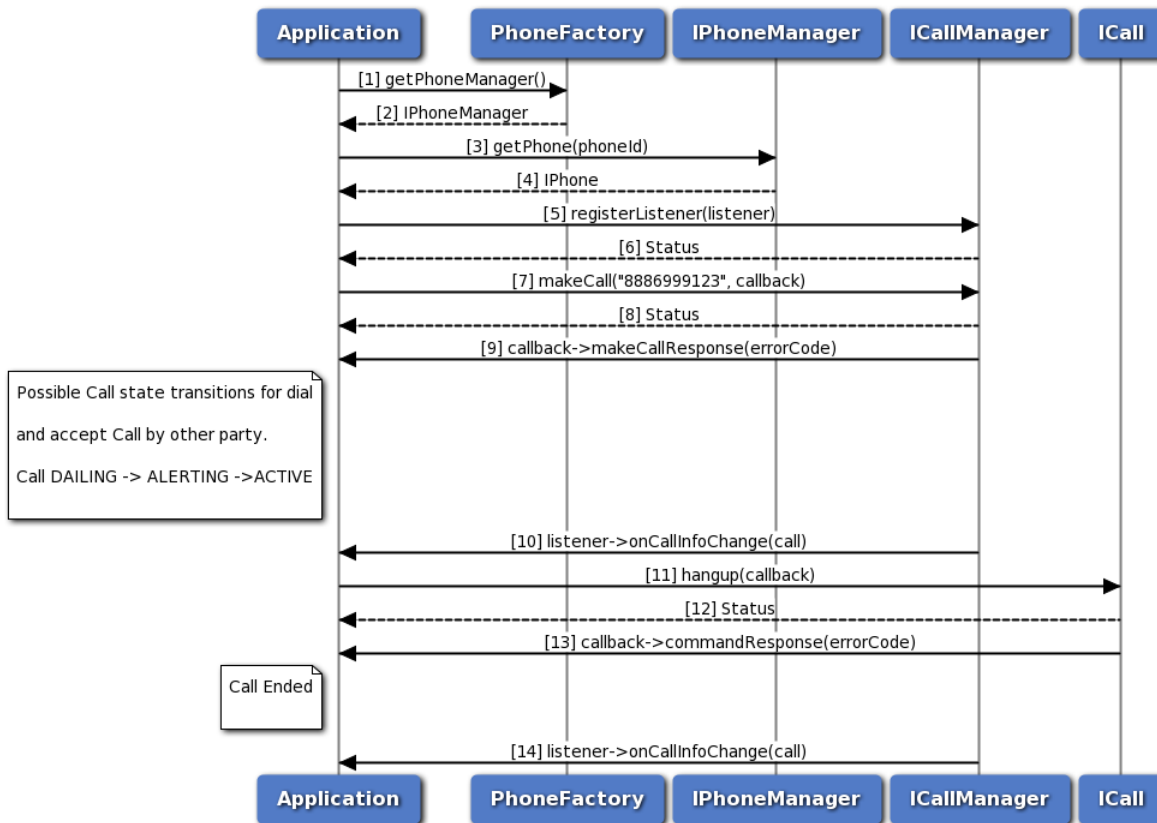 Application
PhoneFactory
IPhoneManager
ICallManager
ICall
[1] getPhoneManager()
[2] IPhoneManager
[3] getPhone(phoneId)
[4] IPhone
[5] registerListener(listener)
[6] Status
[7] makeCall("8886999123", callback)
[8] Status
[9] callback->makeCallResponse(errorCode)
Possible Call state transitions for dial
and accept Call by other party.
Call DAILING -> ALERTING ->ACTIVE
[10] listener->onCallInfoChange(call)
[11] hangup(callback)
[12] Status
[13] callback->commandResponse(errorCode)
Call Ended
[14] listener->onCallInfoChange(call)
Application
PhoneFactory
IPhoneManager
ICallManager
ICall